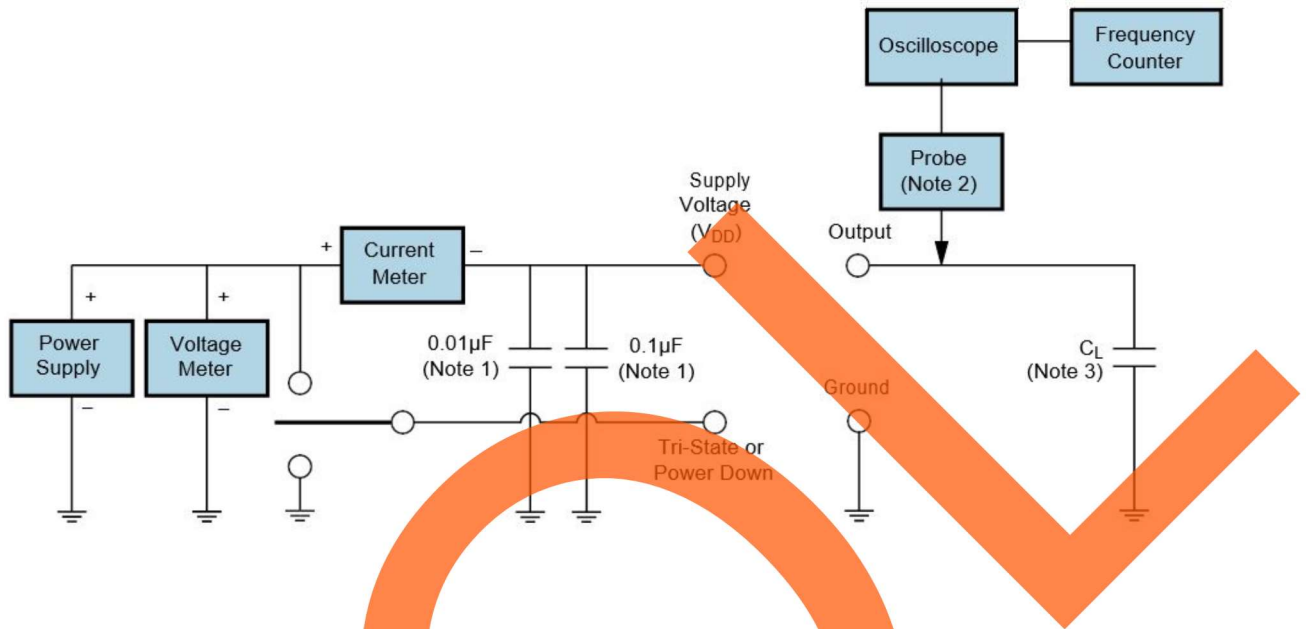 Oscilloscope
Frequency
Counter
Probe
(Note 2)
Supply
Voltage
(VDD)
Output
+
Current
Meter
–
+
+
Power
Supply
Voltage
Meter
–
–
0.01µF
(Note 1)
0.1µF
(Note 1)
CL
(Note 3)
Ground
Tri-State or
Power Down